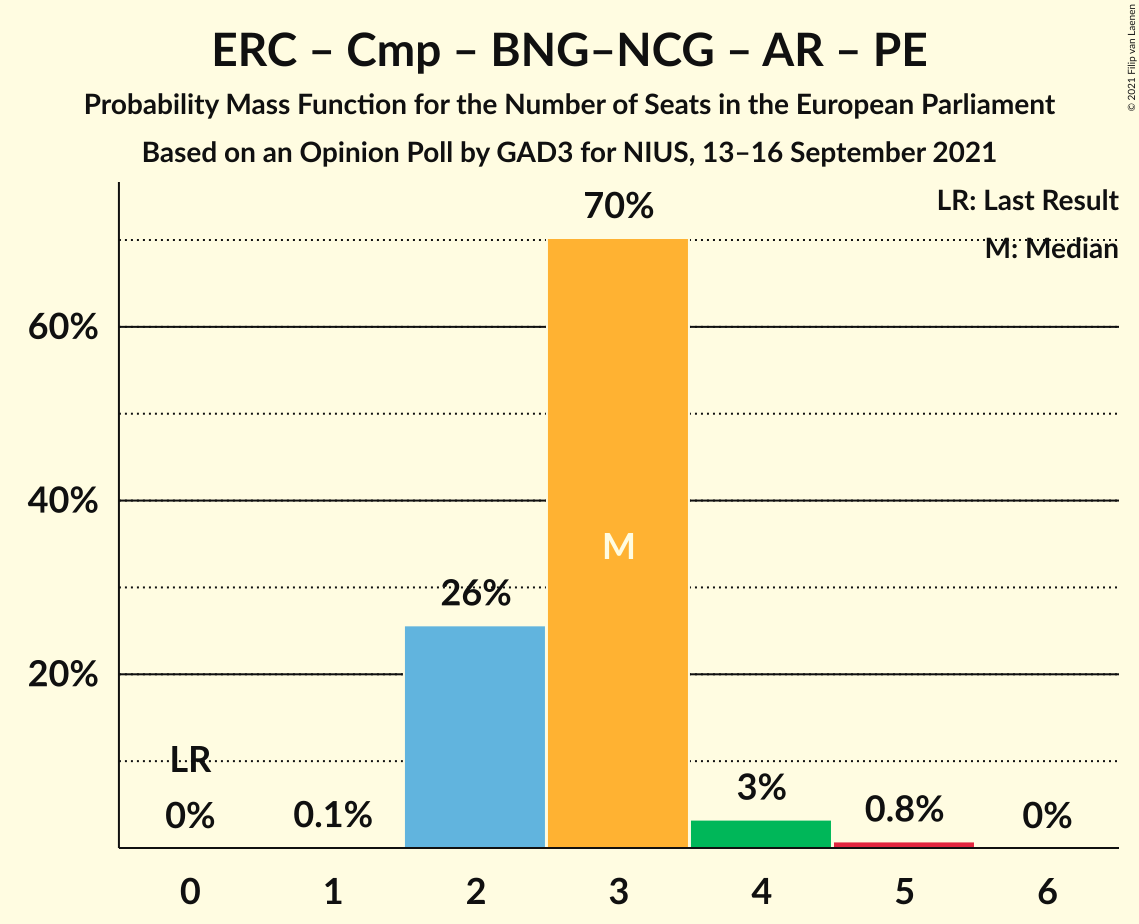 ERC – Cmp – BNG–NCG – AR – PE
Probability Mass Function for the Number of Seats in the European Parliament
Based on an Opinion Poll by GAD3 for NIUS, 13–16 September 2021
© 2021 Filip van Laenen
LR: Last Result
M: Median
70%
60%
M
40%
26%
20%
LR
0%
0.1%
3%
0.8%
0%
0 1 2 3 4 5 6